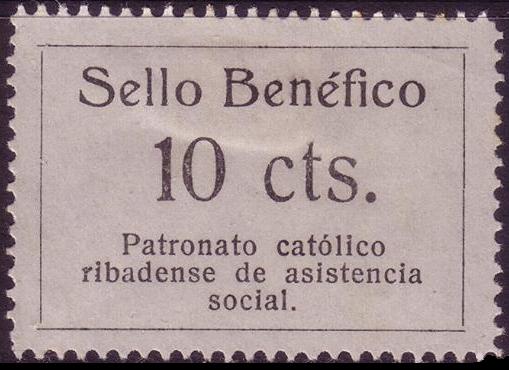 Sello Benéfico
10 cts.
Patronato católico
ribadense de asistencia
social.